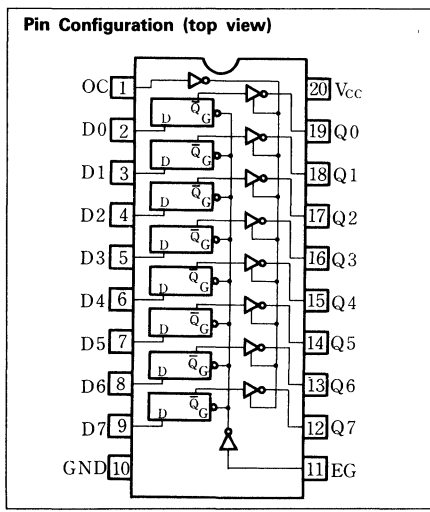 Pin Configuration (top view)
OC 1
20 VCC
D0 2
19 Q0
D1 3
18 Q1
D2 4
17 Q2
D3 5
16 Q3
D4 6
15 Q4
D5 7
14 Q5
D6 8
13 Q6
D7 9
12 Q7
GND 10
11 EG
D Q̅ G
D Q̅ G
D Q̅ G
D Q̅ G
D Q̅ G
D Q̅ G
D Q̅ G
D Q̅ G